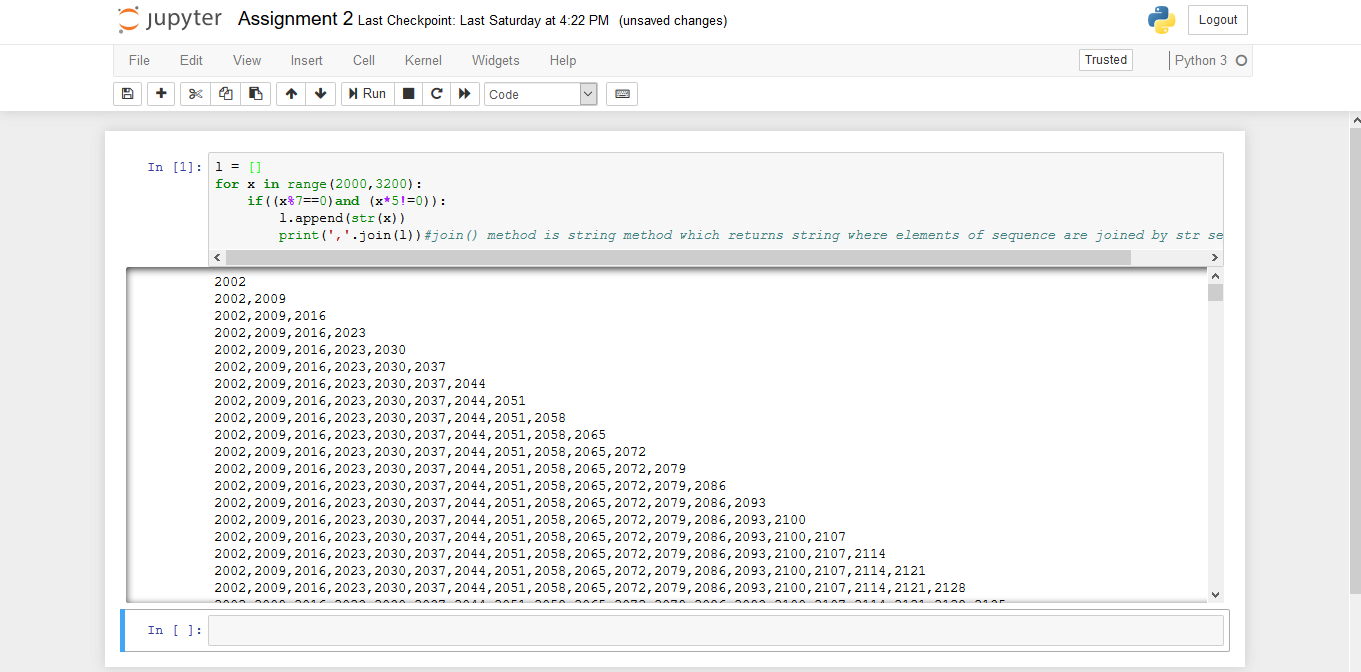 jupyter Assignment 2 Last Checkpoint: Last Saturday at 4:22 PM (unsaved changes) Logout
File Edit View Insert Cell Kernel Widgets Help Trusted Python 3
Run Code
In [1]: l = []
for x in range(2000,3200):
    if((x%7==0)and (x*5!=0)):
        l.append(str(x))
        print(','.join(l))#join() method is string method which returns string where elements of sequence are joined by str se
2002
2002,2009
2002,2009,2016
2002,2009,2016,2023
2002,2009,2016,2023,2030
2002,2009,2016,2023,2030,2037
2002,2009,2016,2023,2030,2037,2044
2002,2009,2016,2023,2030,2037,2044,2051
2002,2009,2016,2023,2030,2037,2044,2051,2058
2002,2009,2016,2023,2030,2037,2044,2051,2058,2065
2002,2009,2016,2023,2030,2037,2044,2051,2058,2065,2072
2002,2009,2016,2023,2030,2037,2044,2051,2058,2065,2072,2079
2002,2009,2016,2023,2030,2037,2044,2051,2058,2065,2072,2079,2086
2002,2009,2016,2023,2030,2037,2044,2051,2058,2065,2072,2079,2086,2093
2002,2009,2016,2023,2030,2037,2044,2051,2058,2065,2072,2079,2086,2093,2100
2002,2009,2016,2023,2030,2037,2044,2051,2058,2065,2072,2079,2086,2093,2100,2107
2002,2009,2016,2023,2030,2037,2044,2051,2058,2065,2072,2079,2086,2093,2100,2107,2114
2002,2009,2016,2023,2030,2037,2044,2051,2058,2065,2072,2079,2086,2093,2100,2107,2114,2121
2002,2009,2016,2023,2030,2037,2044,2051,2058,2065,2072,2079,2086,2093,2100,2107,2114,2121,2128
In [ ]: